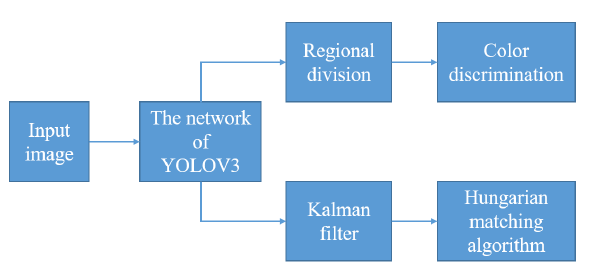 Input
image
The network
of
YOLOV3
Regional
division
Color
discrimination
Kalman
filter
Hungarian
matching
algorithm